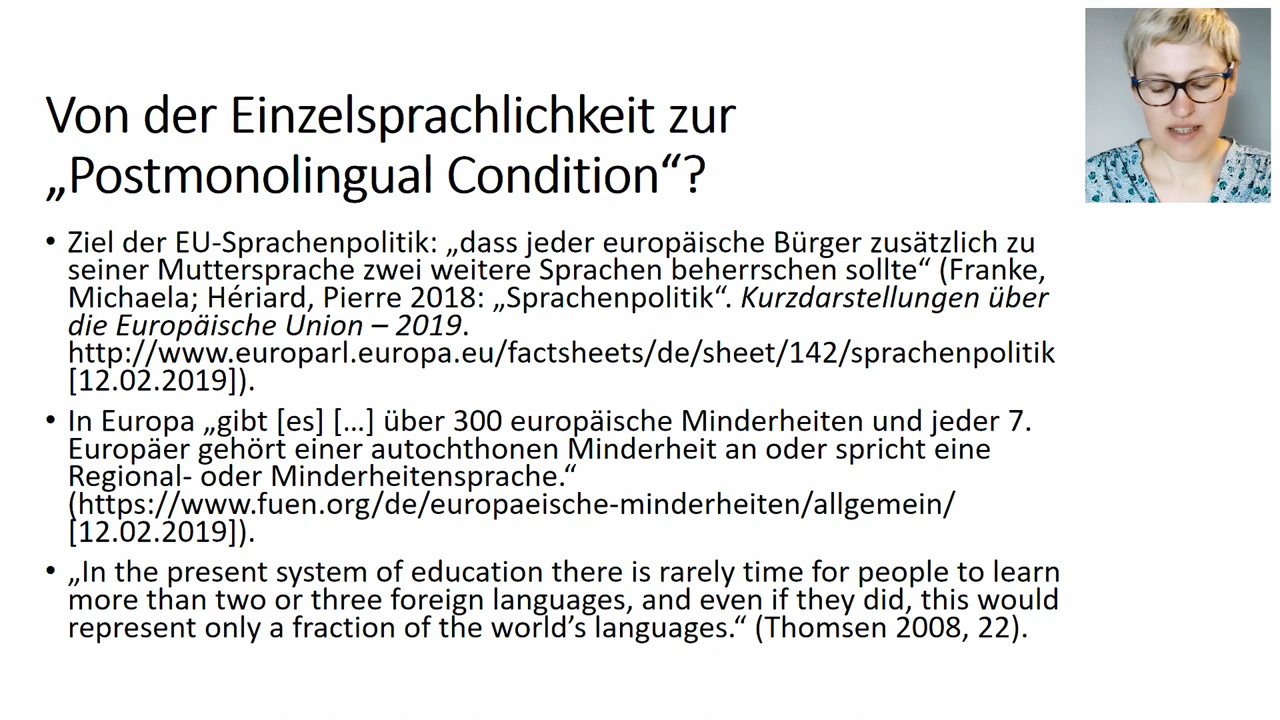 Von der Einzelsprachlichkeit zur
„Postmonolingual Condition“?
• Ziel der EU-Sprachenpolitik: „dass jeder europäische Bürger zusätzlich zu
seiner Muttersprache zwei weitere Sprachen beherrschen sollte“ (Franke,
Michaela; Hériard, Pierre 2018: „Sprachenpolitik“. Kurzdarstellungen über
die Europäische Union – 2019.
http://www.europarl.europa.eu/factsheets/de/sheet/142/sprachenpolitik
[12.02.2019]).
• In Europa „gibt [es] […] über 300 europäische Minderheiten und jeder 7.
Europäer gehört einer autochthonen Minderheit an oder spricht eine
Regional- oder Minderheitensprache.“
(https://www.fuen.org/de/europaeische-minderheiten/allgemein/
[12.02.2019]).
• „In the present system of education there is rarely time for people to learn
more than two or three foreign languages, and even if they did, this would
represent only a fraction of the world’s languages.“ (Thomsen 2008, 22).